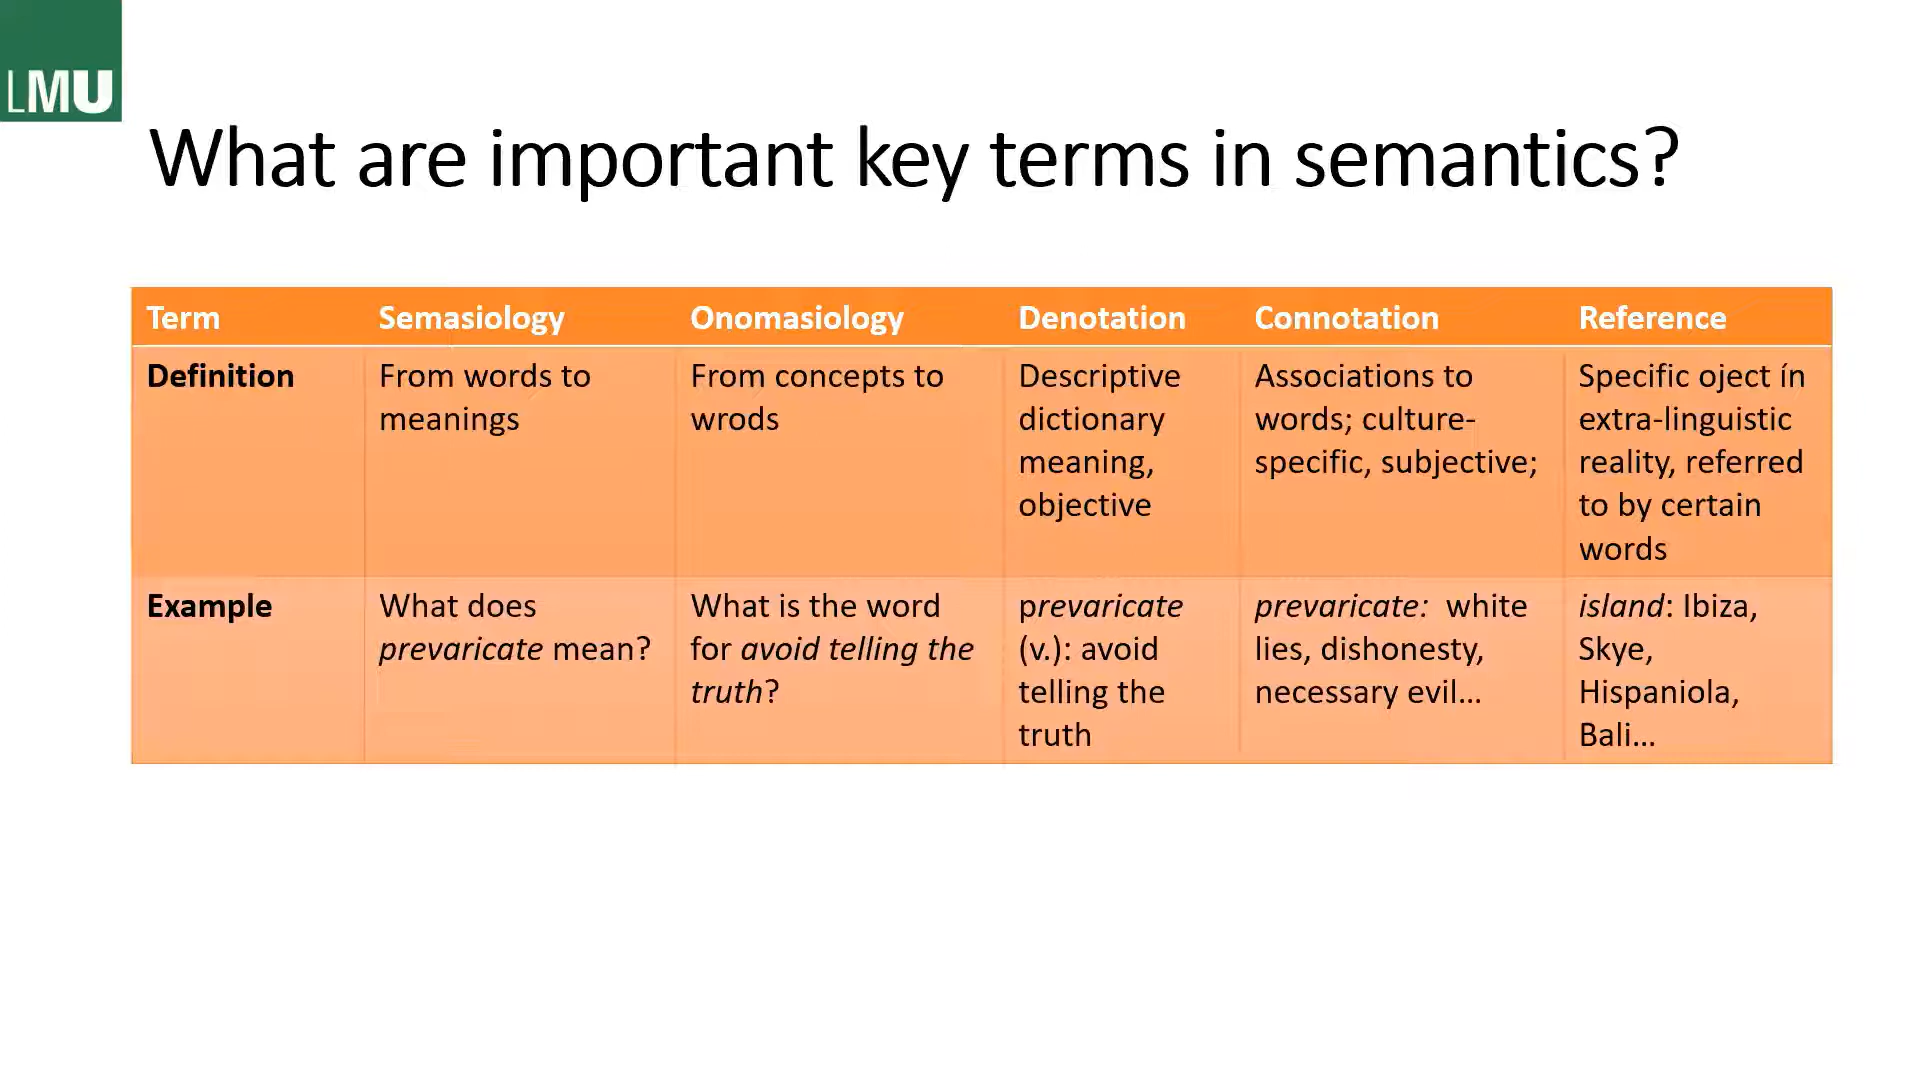 LMU
What are important key terms in semantics?
Term Semasiology Onomasiology Denotation Connotation Reference
Definition
From words to
meanings
From concepts to
wrods
Descriptive
dictionary
meaning,
objective
Associations to
words; culture-
specific, subjective;
Specific oject ín
extra-linguistic
reality, referred
to by certain
words
Example
What does
prevaricate mean?
What is the word
for avoid telling the
truth?
prevaricate
(v.): avoid
telling the
truth
prevaricate: white
lies, dishonesty,
necessary evil...
island: Ibiza,
Skye,
Hispaniola,
Bali...